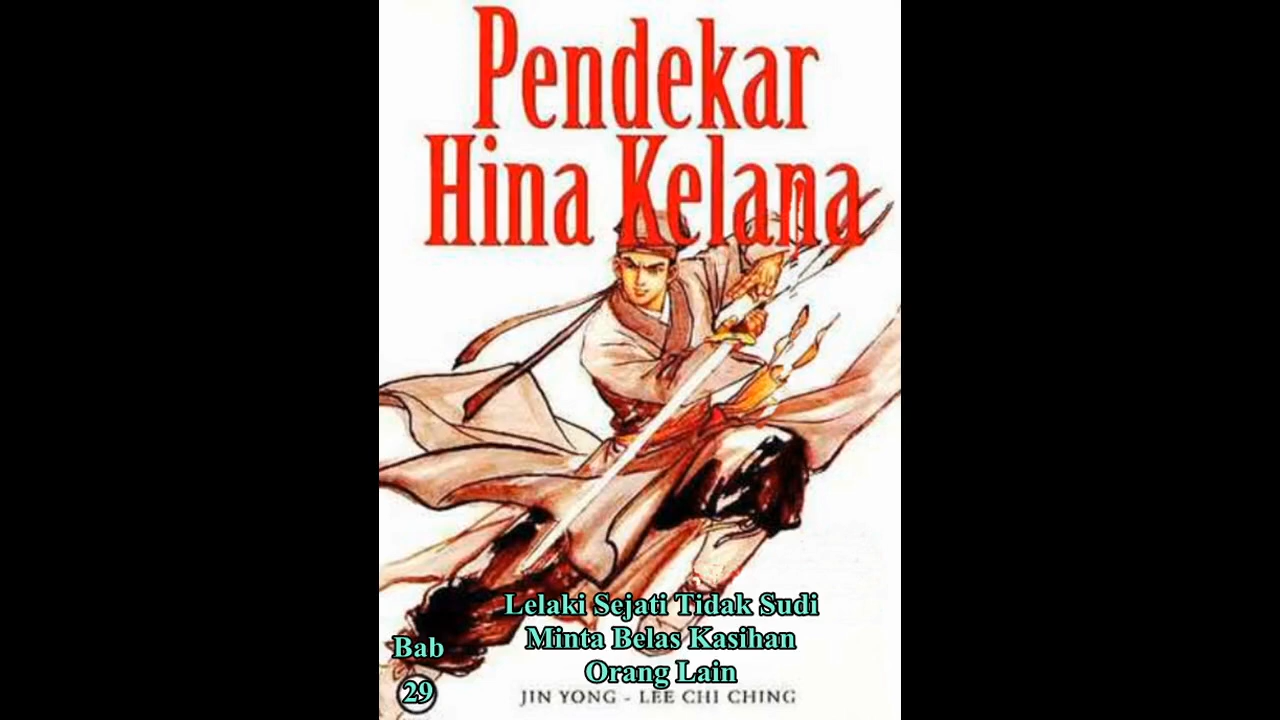 Pendekar
Hina Kelana
Lelaki Sejati Tidak Sudi
Minta Belas Kasihan
Orang Lain
Bab
29
JIN YONG - LEE CHI CHING